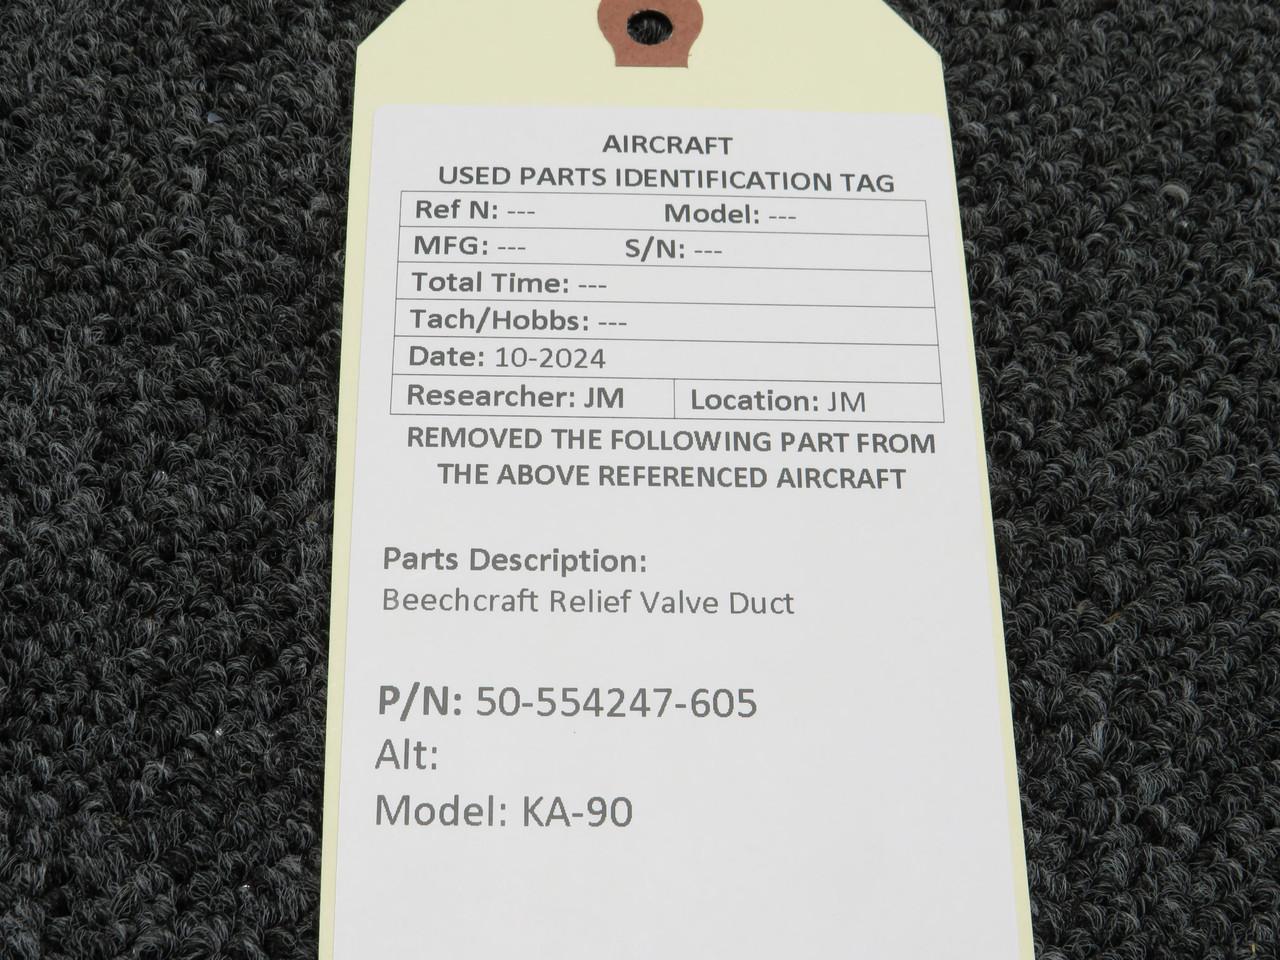 AIRCRAFT
USED PARTS IDENTIFICATION TAG
Ref N: --- Model: ---
MFG: --- S/N: ---
Total Time: ---
Tach/Hobbs: ---
Date: 10-2024
Researcher: JM Location: JM
REMOVED THE FOLLOWING PART FROM
THE ABOVE REFERENCED AIRCRAFT
Parts Description:
Beechcraft Relief Valve Duct
P/N: 50-554247-605
Alt:
Model: KA-90